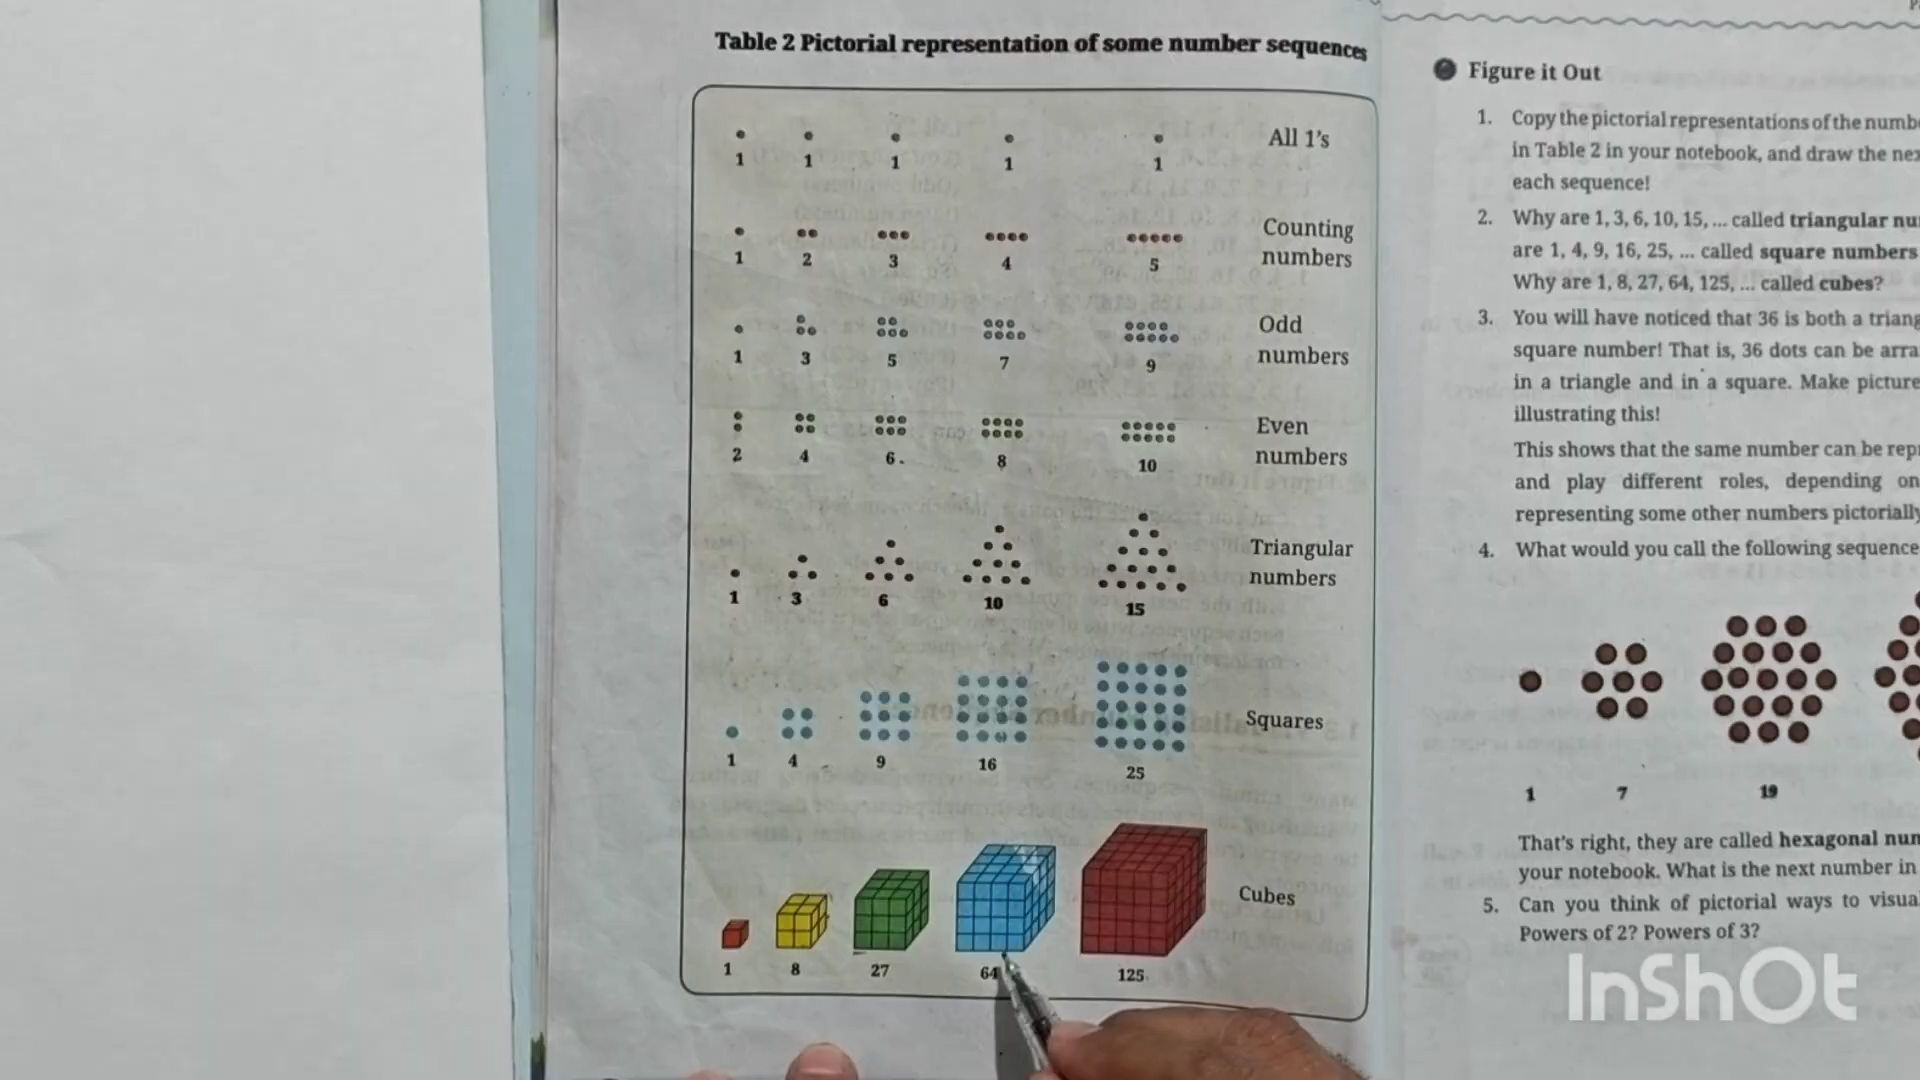 Table 2 Pictorial representation of some number sequences
1 1 1 1 1 All 1's
1 2 3 4 5 Counting numbers
1 3 5 7 9 Odd numbers
2 4 6 8 10 Even numbers
1 3 6 10 15 Triangular numbers
1 4 9 16 25 Squares
1 8 27 64 125 Cubes
Figure it Out
1. Copy the pictorial representations of the
in Table 2 in your notebook, and draw the
each sequence!
2. Why are 1, 3, 6, 10, 15, ... called triangular
are 1, 4, 9, 16, 25, ... called square numbers
Why are 1, 8, 27, 64, 125, ... called cubes?
3. You will have noticed that 36 is both a
square number! That is, 36 dots can be
in a triangle and in a square. Make
illustrating this!
This shows that the same number can be
and play different roles, depending on
representing some other numbers pictorially
4. What would you call the following sequence
1 7 19
That's right, they are called hexagonal
your notebook. What is the next number in
5. Can you think of pictorial ways to
Powers of 2? Powers of 3?
InShOt